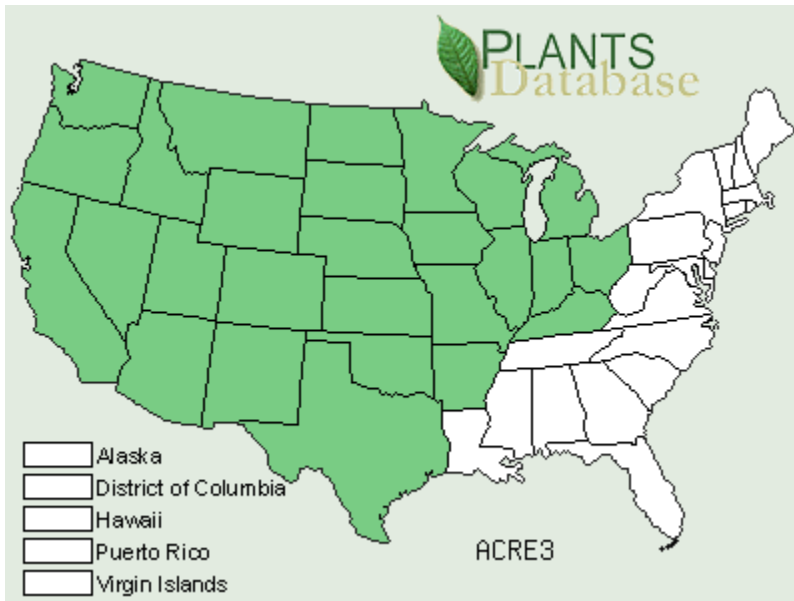 PLANTS
Database
Alaska
District of Columbia
Hawaii
Puerto Rico
Virgin Islands
ACRE3